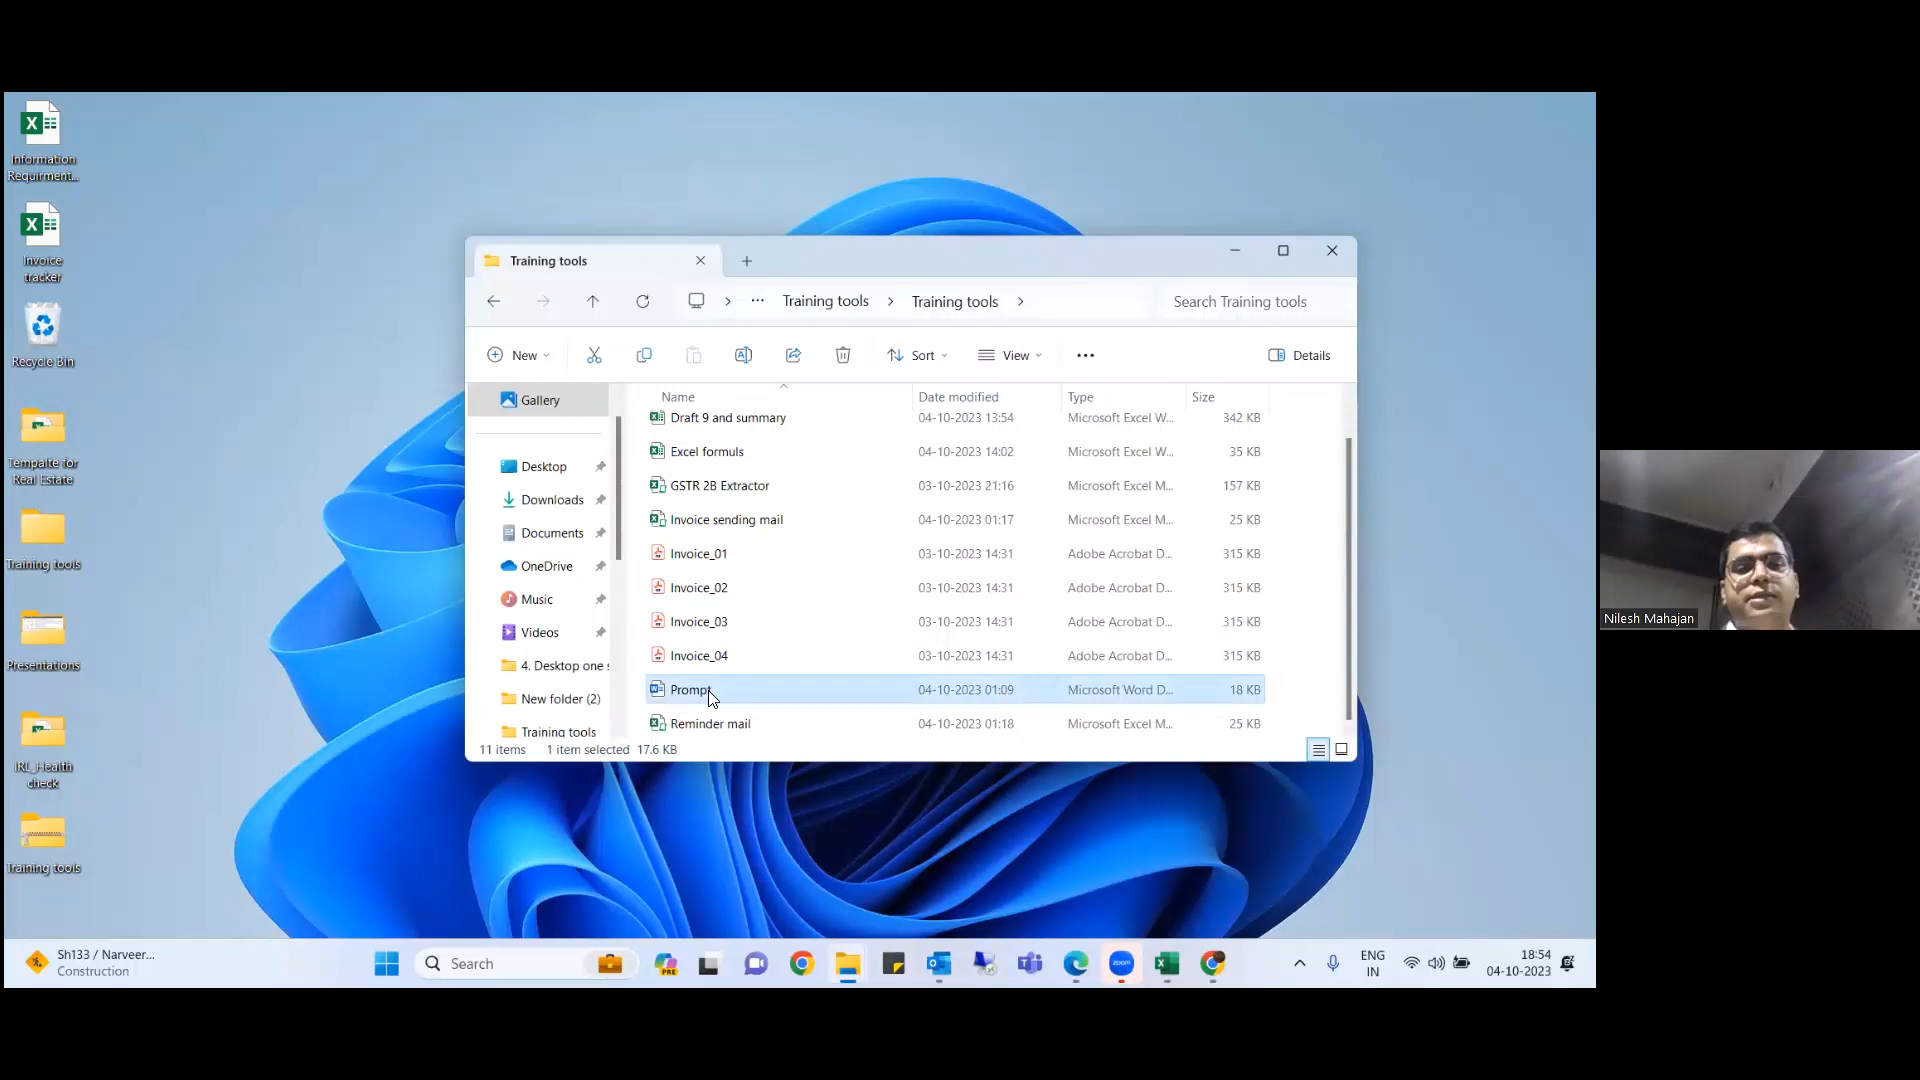 Information
Requirment...
Invoice
tracker
Recycle Bin
Tempalte for
Real Estate
Training tools
Presentations
IRL_Health
check
Training tools
Training tools
Training tools
Training tools
Search Training tools
New
Sort
View
Details
Gallery
Desktop
Downloads
Documents
OneDrive
Music
Videos
4. Desktop one s
New folder (2)
Training tools
Name Date modified Type Size
Draft 9 and summary 04-10-2023 13:54 Microsoft Excel W... 342 KB
Excel formuls 04-10-2023 14:02 Microsoft Excel W... 35 KB
GSTR 2B Extractor 03-10-2023 21:16 Microsoft Excel M... 157 KB
Invoice sending mail 04-10-2023 01:17 Microsoft Excel M... 25 KB
Invoice_01 03-10-2023 14:31 Adobe Acrobat D... 315 KB
Invoice_02 03-10-2023 14:31 Adobe Acrobat D... 315 KB
Invoice_03 03-10-2023 14:31 Adobe Acrobat D... 315 KB
Invoice_04 03-10-2023 14:31 Adobe Acrobat D... 315 KB
Prompt 04-10-2023 01:09 Microsoft Word D... 18 KB
Reminder mail 04-10-2023 01:18 Microsoft Excel M... 25 KB
11 items 1 item selected 17.6 KB
Nilesh Mahajan
Sh133 / Narveer...
Construction
Search
PRE
zoom
ENG
IN
18:54
04-10-2023